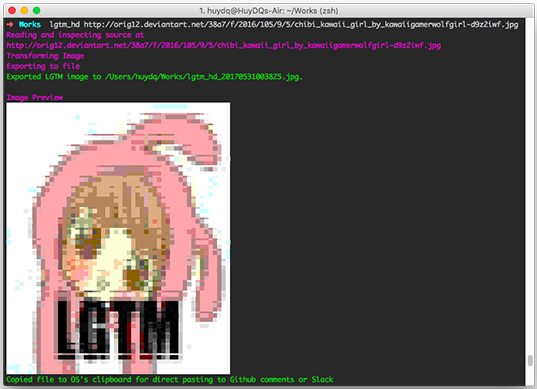 1. huydq@HuyDQs-Air: ~/Works (zsh)
→ Works lgtm_hd http://orig12.deviantart.net/38a7/f/2016/105/9/5/chibi_kawaii_girl_by_kawaiigamerwolfgirl-d9z2iwf.jpg
Reading and inspecting source at
http://orig12.deviantart.net/38a7/f/2016/105/9/5/chibi_kawaii_girl_by_kawaiigamerwolfgirl-d9z2iwf.jpg
Transforming Image
Exporting to file
Exported LGTM image to /Users/huydq/Works/lgtm_hd_20170531003825.jpg.
Image Preview
LGTM
Copied file to OS's clipboard for direct pasting to Github comments or Slack